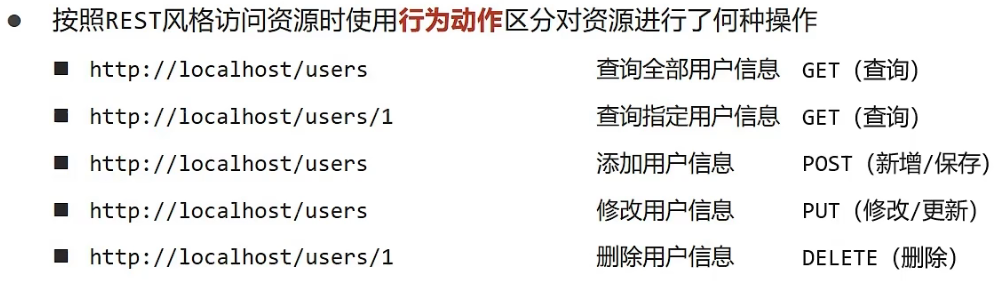 ● 按照REST风格访问资源时使用行为动作区分对资源进行了何种操作
■ http://localhost/users 查询全部用户信息 GET（查询）
■ http://localhost/users/1 查询指定用户信息 GET（查询）
■ http://localhost/users 添加用户信息 POST（新增/保存）
■ http://localhost/users 修改用户信息 PUT（修改/更新）
■ http://localhost/users/1 删除用户信息 DELETE（删除）